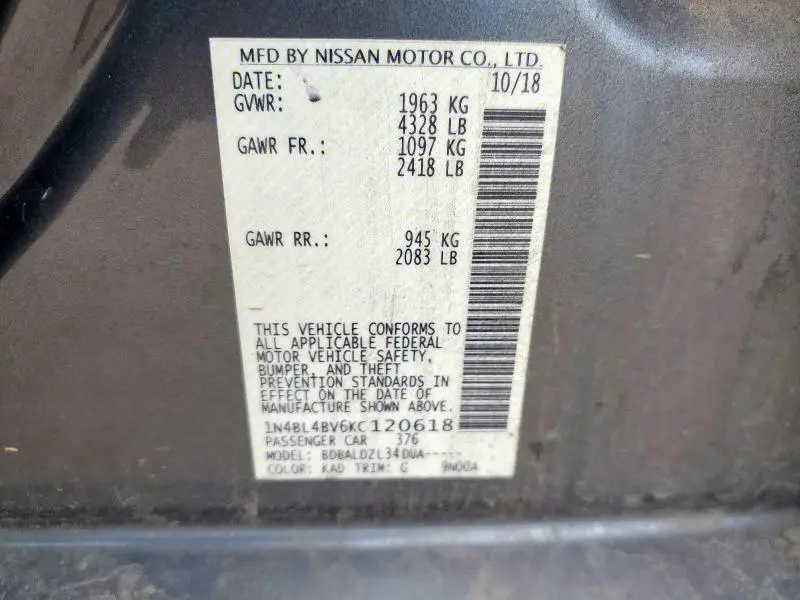 MFD BY NISSAN MOTOR CO., LTD.
DATE: 10/18
GVWR: 1963 KG
4328 LB
GAWR FR.: 1097 KG
2418 LB
GAWR RR.: 945 KG
2083 LB
THIS VEHICLE CONFORMS TO
ALL APPLICABLE FEDERAL
MOTOR VEHICLE SAFETY,
BUMPER, AND THEFT
PREVENTION STANDARDS IN
EFFECT ON THE DATE OF
MANUFACTURE SHOWN ABOVE.
1N4BL4BV6KC120618
PASSENGER CAR 376
MODEL: BDBALDZL34DUA-----
COLOR: KAD TRIM: G 9N00A